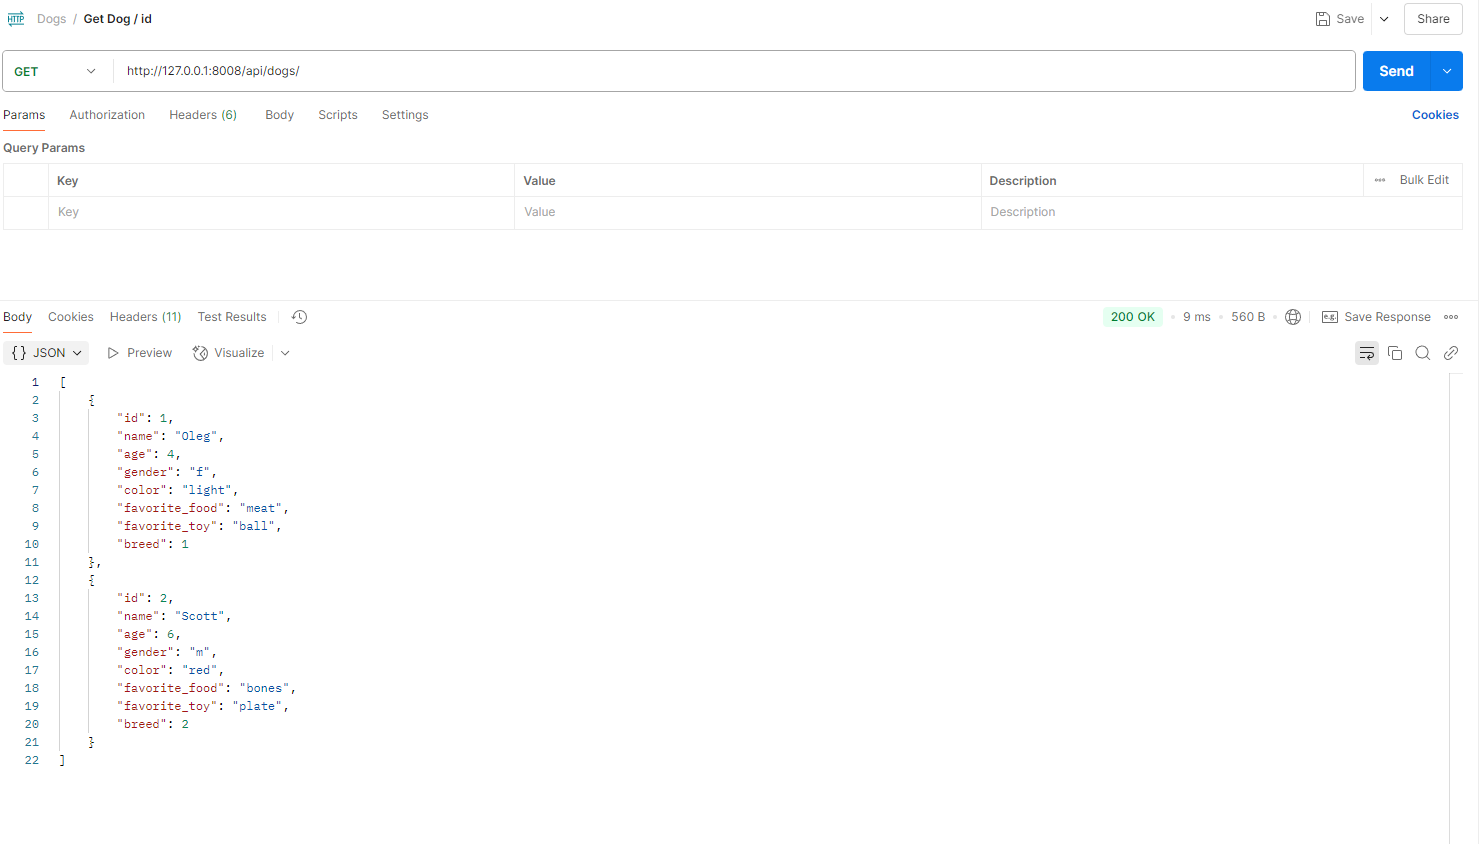 HTTP Dogs / Get Dog / id Save Share
GET http://127.0.0.1:8008/api/dogs/ Send
Params Authorization Headers (6) Body Scripts Settings Cookies
Query Params
Key Value Description Bulk Edit
Key Value Description
Body Cookies Headers (11) Test Results 200 OK • 9 ms • 560 B • e.g. Save Response
{} JSON Preview Visualize
1 [
2 {
3 "id": 1,
4 "name": "Oleg",
5 "age": 4,
6 "gender": "f",
7 "color": "light",
8 "favorite_food": "meat",
9 "favorite_toy": "ball",
10 "breed": 1
11 },
12 {
13 "id": 2,
14 "name": "Scott",
15 "age": 6,
16 "gender": "m",
17 "color": "red",
18 "favorite_food": "bones",
19 "favorite_toy": "plate",
20 "breed": 2
21 }
22 ]